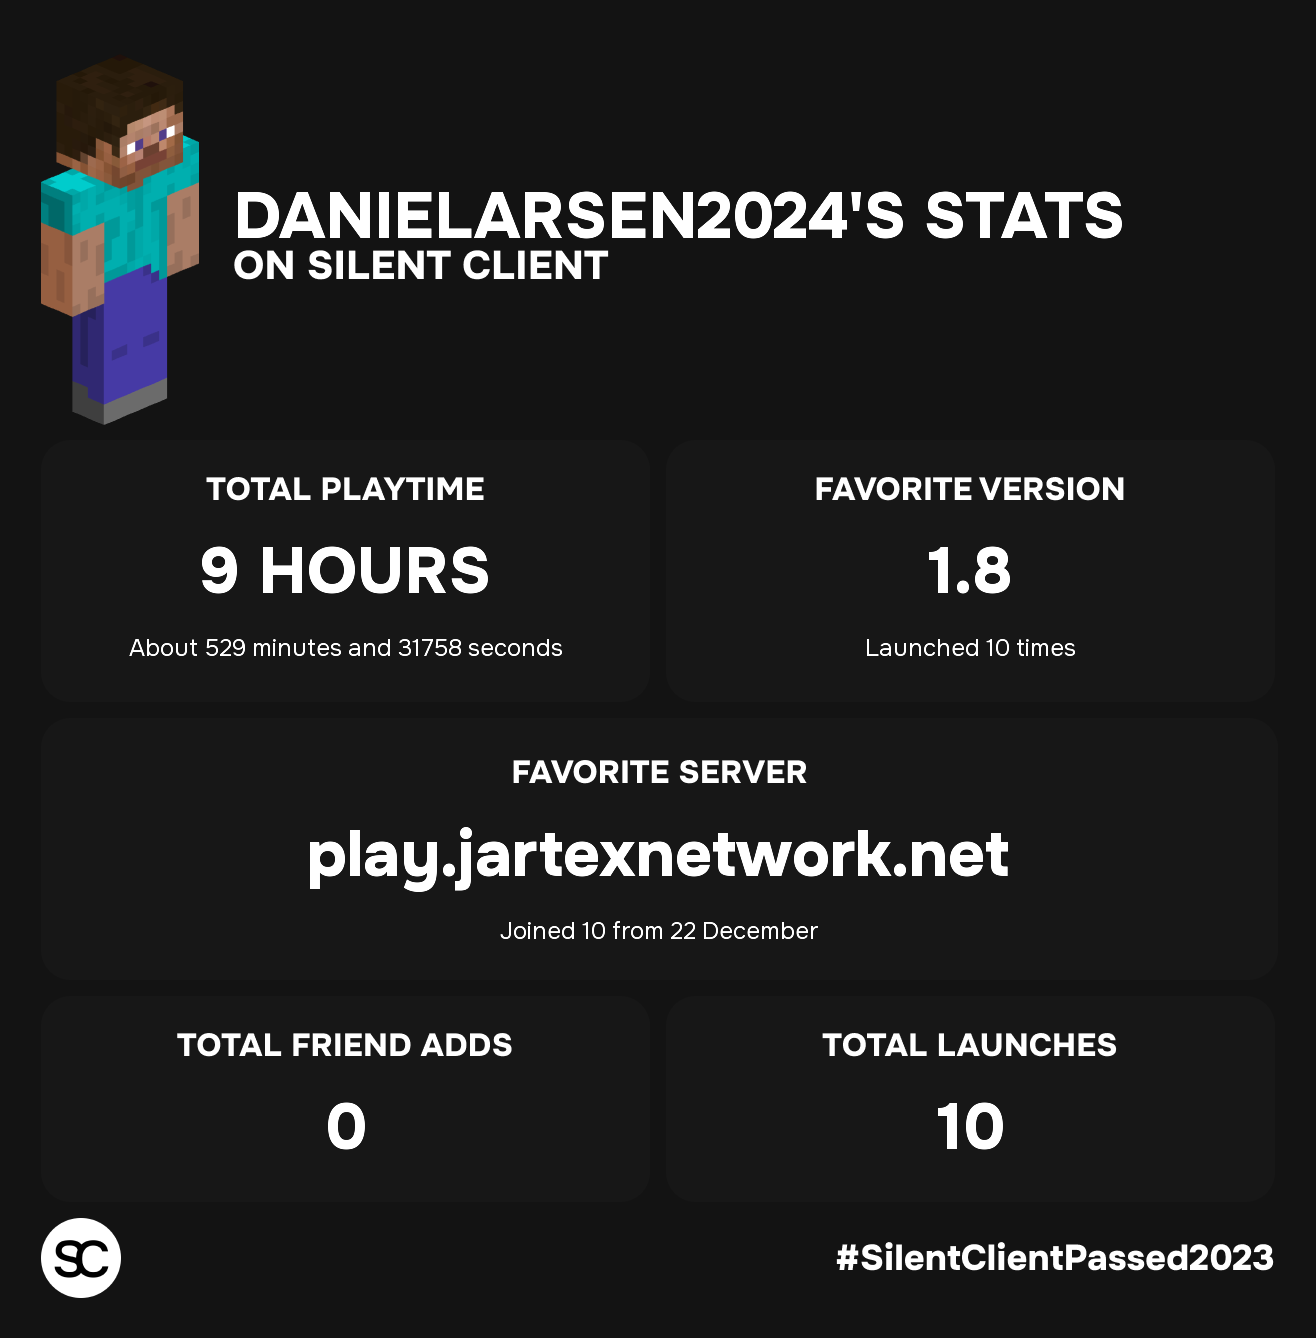 DANIELARSEN2024'S STATS
ON SILENT CLIENT
TOTAL PLAYTIME
9 HOURS
About 529 minutes and 31758 seconds
FAVORITE VERSION
1.8
Launched 10 times
FAVORITE SERVER
play.jartexnetwork.net
Joined 10 from 22 December
TOTAL FRIEND ADDS
0
TOTAL LAUNCHES
10
SC
#SilentClientPassed2023